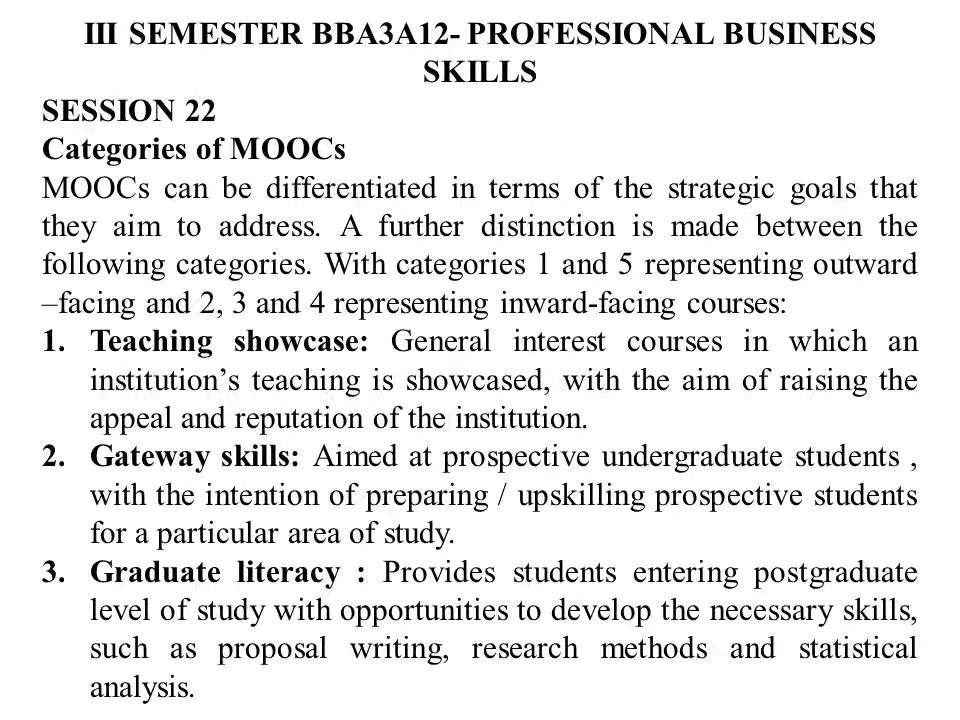 III SEMESTER BBA3A12- PROFESSIONAL BUSINESS
SKILLS
SESSION 22
Categories of MOOCs
MOOCs can be differentiated in terms of the strategic goals that
they aim to address. A further distinction is made between the
following categories. With categories 1 and 5 representing outward
–facing and 2, 3 and 4 representing inward-facing courses:
1. Teaching showcase: General interest courses in which an
institution’s teaching is showcased, with the aim of raising the
appeal and reputation of the institution.
2. Gateway skills: Aimed at prospective undergraduate students ,
with the intention of preparing / upskilling prospective students
for a particular area of study.
3. Graduate literacy : Provides students entering postgraduate
level of study with opportunities to develop the necessary skills,
such as proposal writing, research methods and statistical
analysis.